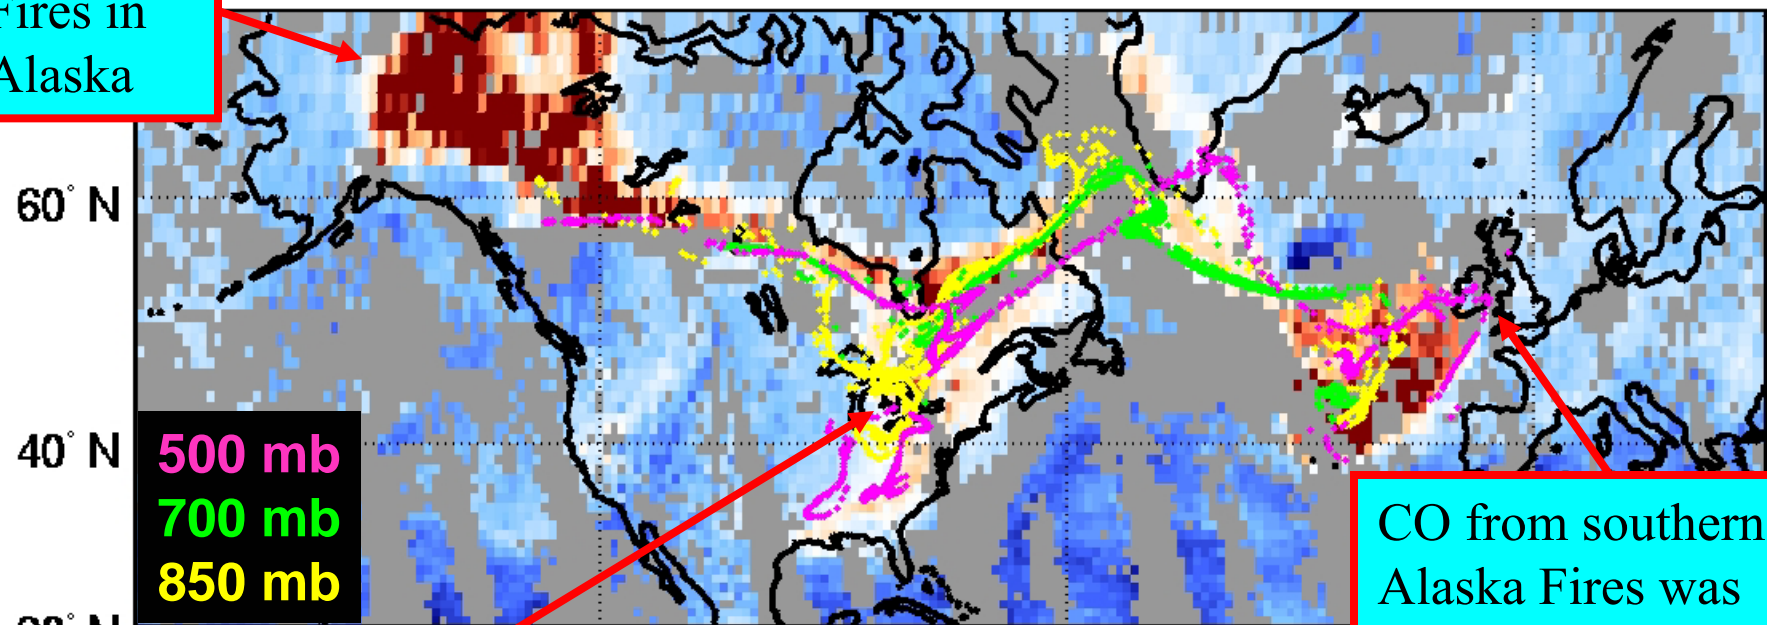 Fires in
Alaska
60° N
40° N
500 mb
700 mb
850 mb
CO from southern
Alaska Fires was